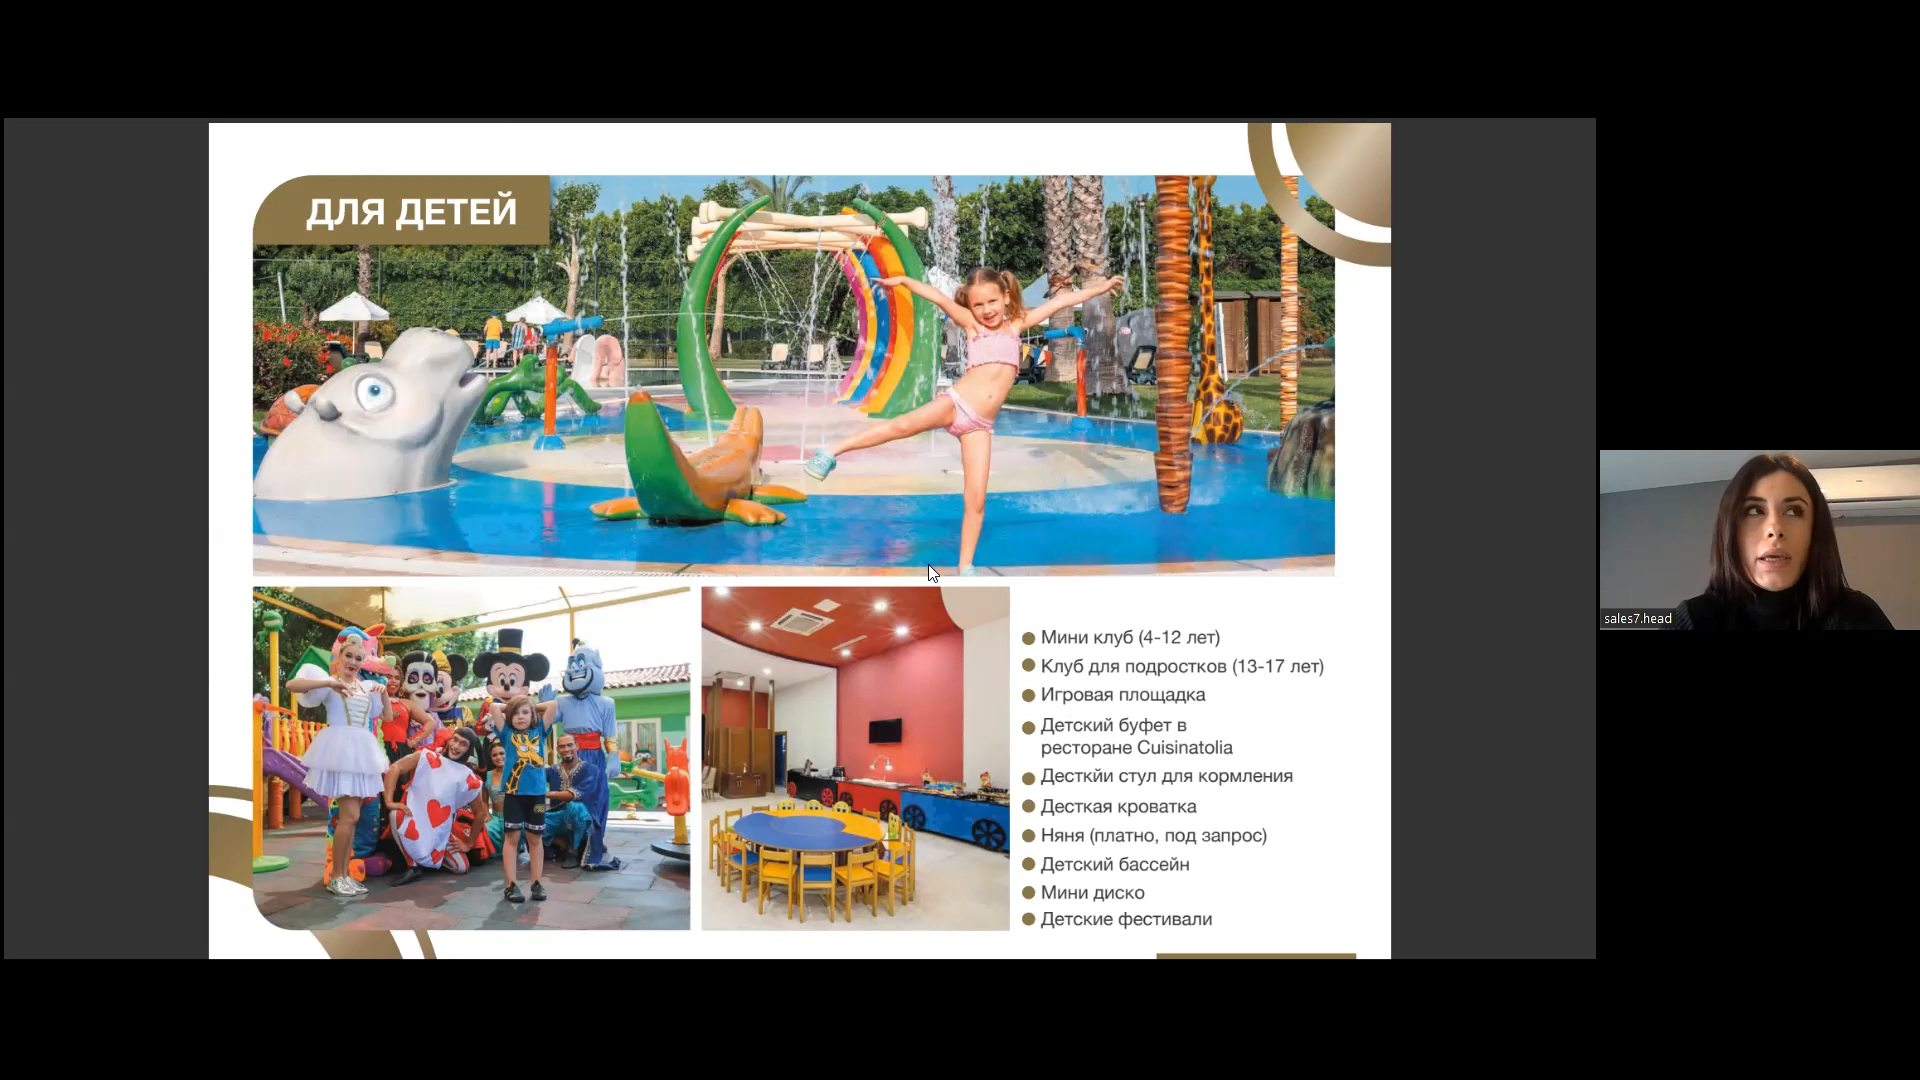 ДЛЯ ДЕТЕЙ
Мини клуб (4-12 лет)
Клуб для подростков (13-17 лет)
Игровая площадка
Детский буфет в
ресторане Cuisinatolia
Десткйи стул для кормления
Десткая кроватка
Няня (платно, под запрос)
Детский бассейн
Мини диско
Детские фестивали
sales7.head